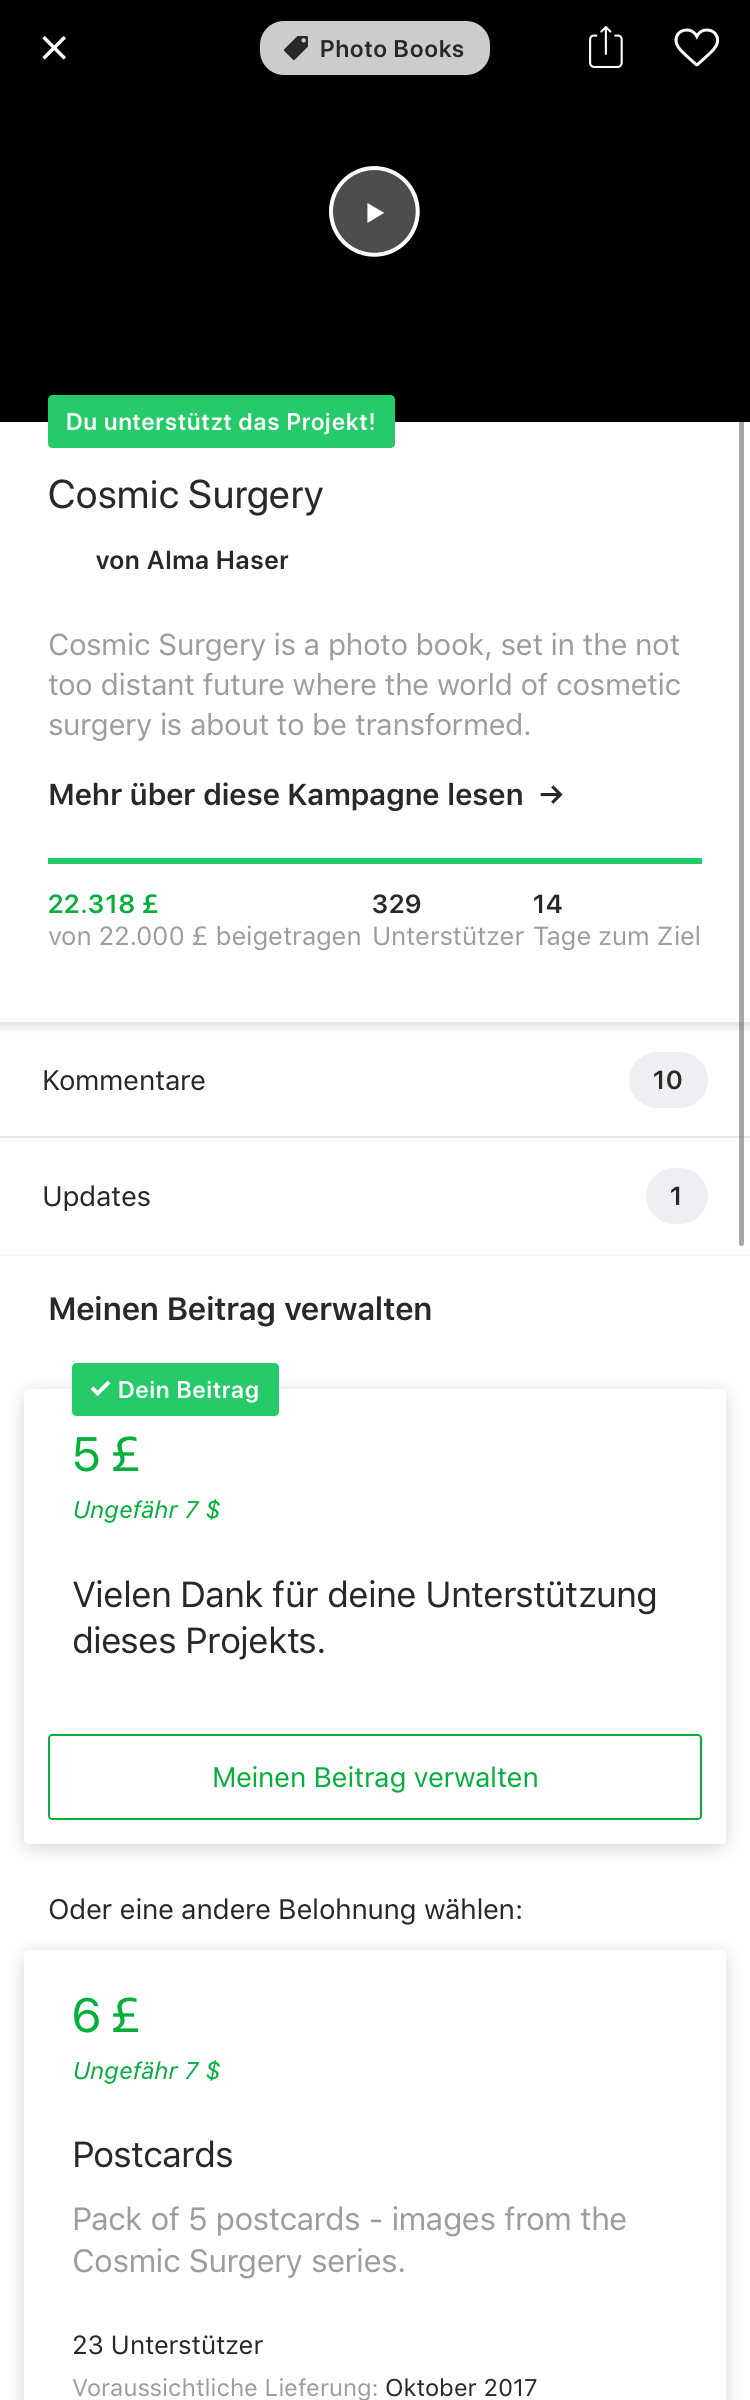 Photo Books
Du unterstützt das Projekt!
Cosmic Surgery
von Alma Haser
Cosmic Surgery is a photo book, set in the not
too distant future where the world of cosmetic
surgery is about to be transformed.
Mehr über diese Kampagne lesen →
22.318 £ 329 14
von 22.000 £ beigetragen Unterstützer Tage zum Ziel
Kommentare 10
Updates 1
Meinen Beitrag verwalten
✓ Dein Beitrag
5 £
Ungefähr 7 $
Vielen Dank für deine Unterstützung
dieses Projekts.
Meinen Beitrag verwalten
Oder eine andere Belohnung wählen:
6 £
Ungefähr 7 $
Postcards
Pack of 5 postcards - images from the
Cosmic Surgery series.
23 Unterstützer
Voraussichtliche Lieferung: Oktober 2017